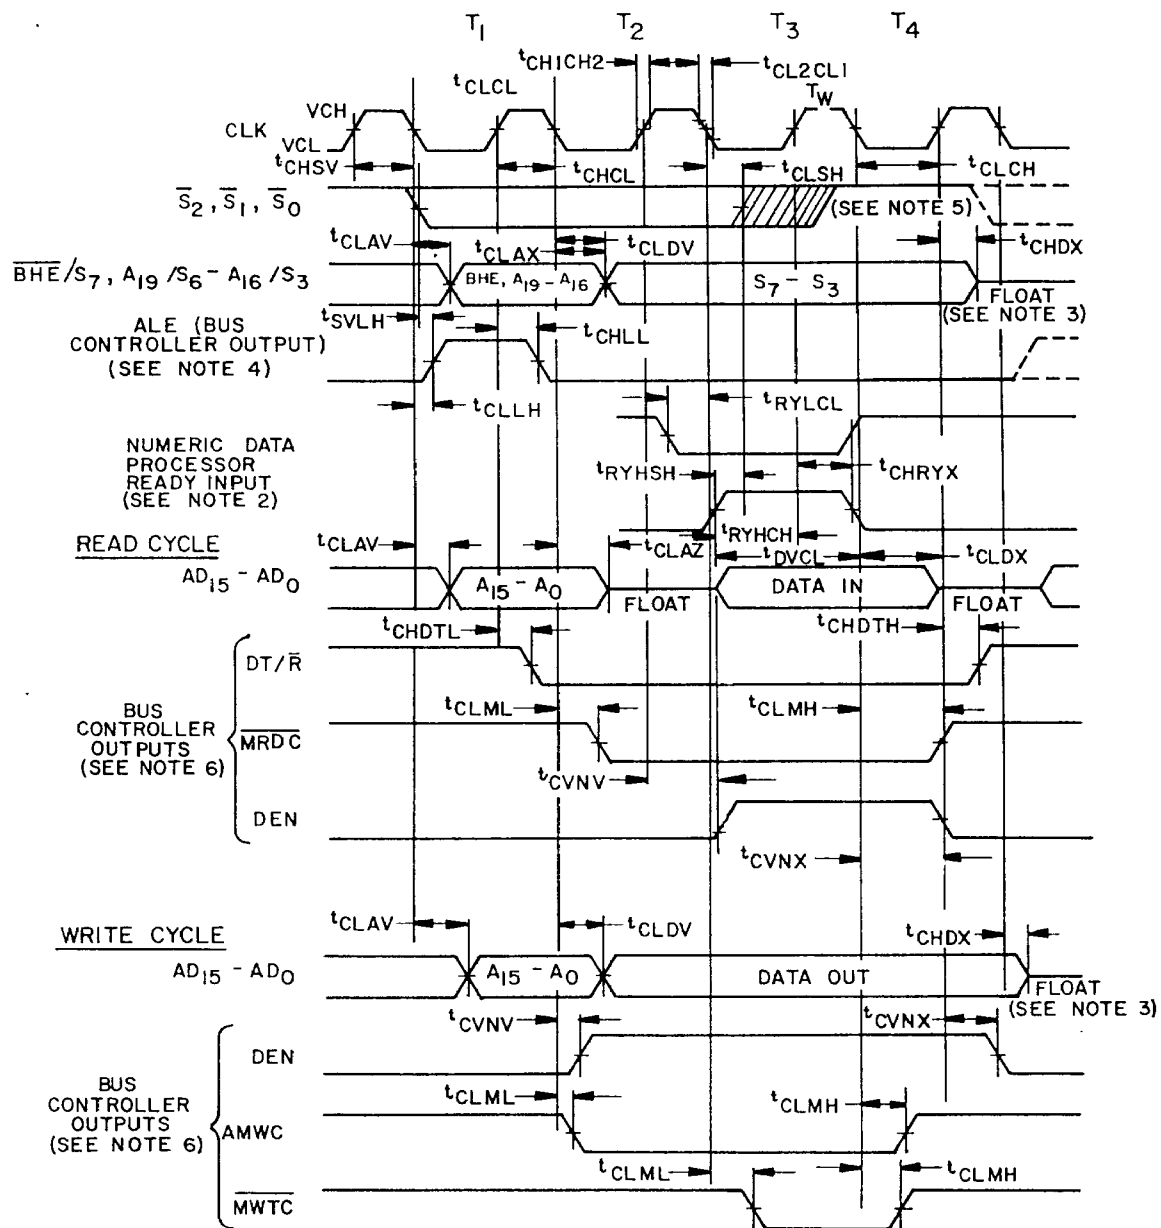 T1 T2 T3 T4
tCH1CH2
tCL2CL1
tCLCL
TW
VCH
CLK
VCL
tCHSV
tCHCL
tCLSH
tCLCH
S̅2, S̅1, S̅0
(SEE NOTE 5)
tCLAV
tCLAX
tCLDV
tCHDX
B̅H̅E̅/S7, A19/S6 - A16/S3
BHE, A19 - A16
S7 - S3
FLOAT
(SEE NOTE 3)
tSVLH
ALE (BUS
CONTROLLER OUTPUT)
(SEE NOTE 4)
tCHLL
tCLLH
tRYLCL
NUMERIC DATA
PROCESSOR
READY INPUT
(SEE NOTE 2)
tRYHSH
tCHRYX
tRYHCH
READ CYCLE
tCLAV
tCLAZ
tDVCL
tCLDX
AD15 - AD0
A15 - A0
FLOAT
DATA IN
FLOAT
tCHDTL
tCHDTH
DT/R̅
tCLML
tCLMH
BUS
CONTROLLER
OUTPUTS
(SEE NOTE 6)
M̅R̅D̅C̅
tCVNV
DEN
tCVNX
WRITE CYCLE
tCLAV
tCLDV
tCHDX
AD15 - AD0
A15 - A0
DATA OUT
FLOAT
(SEE NOTE 3)
tCVNV
tCVNX
DEN
BUS
CONTROLLER
OUTPUTS
(SEE NOTE 6)
tCLML
tCLMH
AMWC
tCLML
tCLMH
M̅W̅T̅C̅